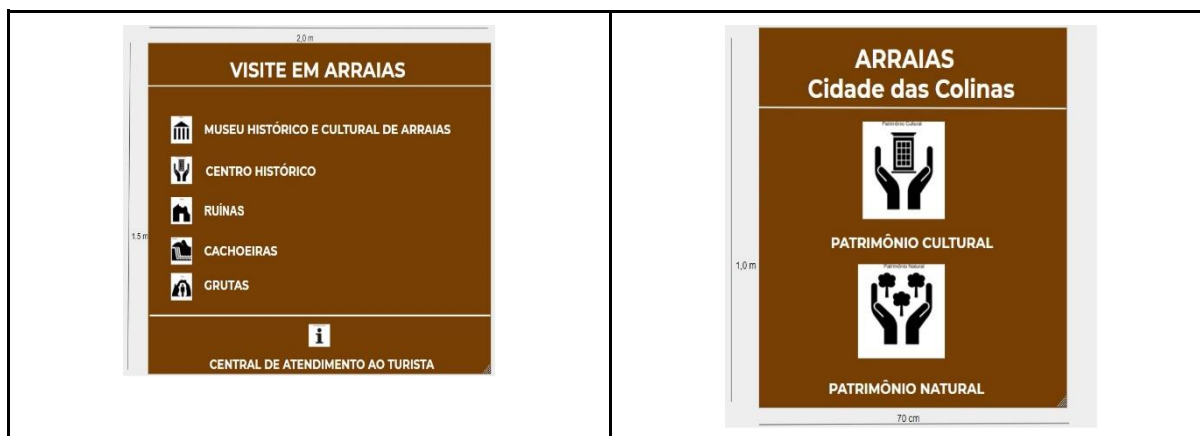 2,0 m
VISITE EM ARRAIAS
MUSEU HISTÓRICO E CULTURAL DE ARRAIAS
CENTRO HISTÓRICO
RUÍNAS
1.5 m
CACHOEIRAS
GRUTAS
i
CENTRAL DE ATENDIMENTO AO TURISTA
ARRAIAS
Cidade das Colinas
Patrimônio Cultural
PATRIMÔNIO CULTURAL
1,0 m
Patrimônio Natural
PATRIMÔNIO NATURAL
70 cm